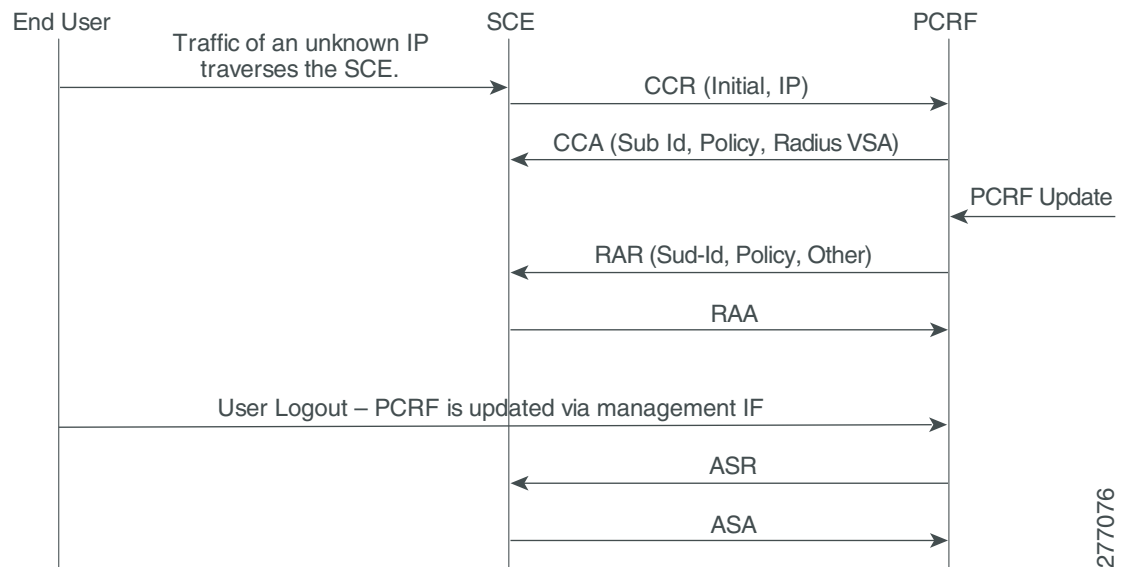 End User
SCE
PCRF
Traffic of an unknown IP
traverses the SCE.
CCR (Initial, IP)
CCA (Sub Id, Policy, Radius VSA)
PCRF Update
RAR (Sud-Id, Policy, Other)
RAA
User Logout – PCRF is updated via management IF
ASR
ASA
277076